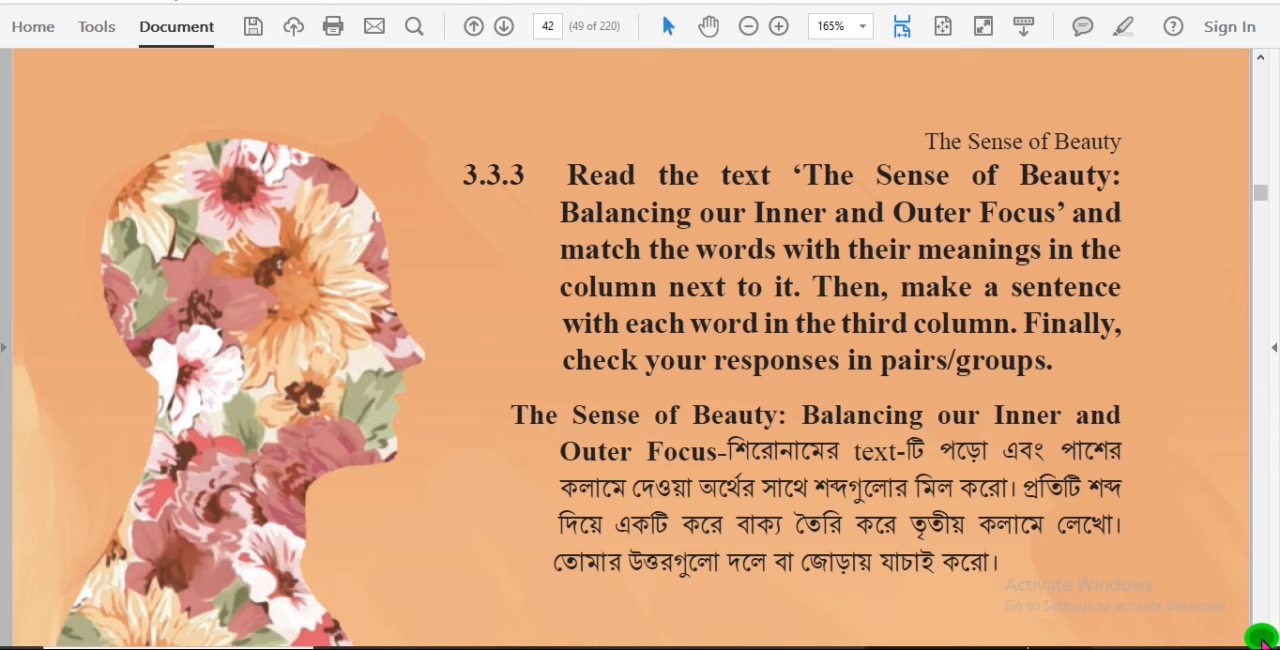 Home Tools Document 42 (49 of 220) 165% Sign In
The Sense of Beauty
3.3.3 Read the text ‘The Sense of Beauty:
Balancing our Inner and Outer Focus’ and
match the words with their meanings in the
column next to it. Then, make a sentence
with each word in the third column. Finally,
check your responses in pairs/groups.
The Sense of Beauty: Balancing our Inner and
Outer Focus-শিরোনামের text-টি পড়ো এবং পাশের
কলামে দেওয়া অর্থের সাথে শব্দগুলোর মিল করো। প্রতিটি শব্দ
দিয়ে একটি করে বাক্য তৈরি করে তৃতীয় কলামে লেখো।
তোমার উত্তরগুলো দলে বা জোড়ায় যাচাই করো।
Activate Windows
Go to Settings to activate Windows.